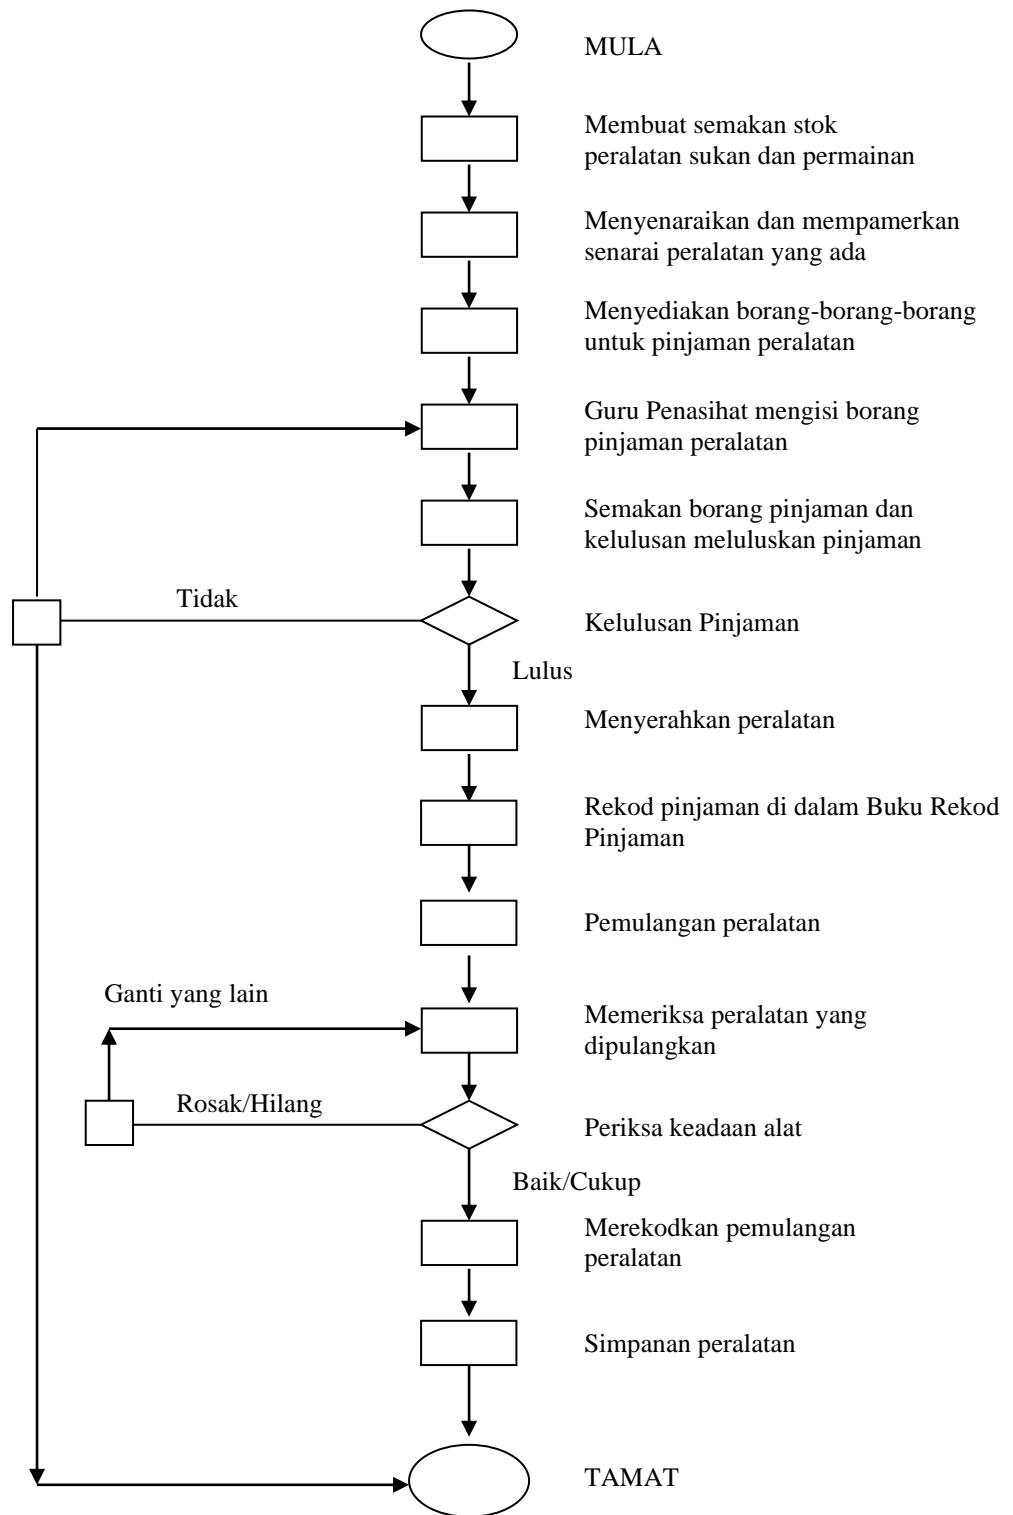 MULA
Membuat semakan stok
peralatan sukan dan permainan
Menyenaraikan dan mempamerkan
senarai peralatan yang ada
Menyediakan borang-borang-borang
untuk pinjaman peralatan
Guru Penasihat mengisi borang
pinjaman peralatan
Semakan borang pinjaman dan
kelulusan meluluskan pinjaman
Tidak
Kelulusan Pinjaman
Lulus
Menyerahkan peralatan
Rekod pinjaman di dalam Buku Rekod
Pinjaman
Pemulangan peralatan
Ganti yang lain
Memeriksa peralatan yang
dipulangkan
Rosak/Hilang
Periksa keadaan alat
Baik/Cukup
Merekodkan pemulangan
peralatan
Simpanan peralatan
TAMAT